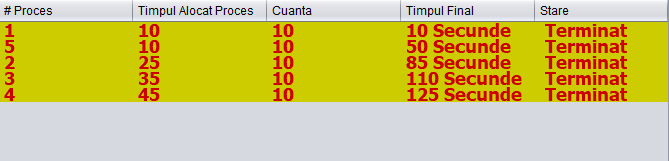 # Proces Timpul Alocat Proces Cuanta Timpul Final Stare
1 10 10 10 Secunde Terminat
5 10 10 50 Secunde Terminat
2 25 10 85 Secunde Terminat
3 35 10 110 Secunde Terminat
4 45 10 125 Secunde Terminat